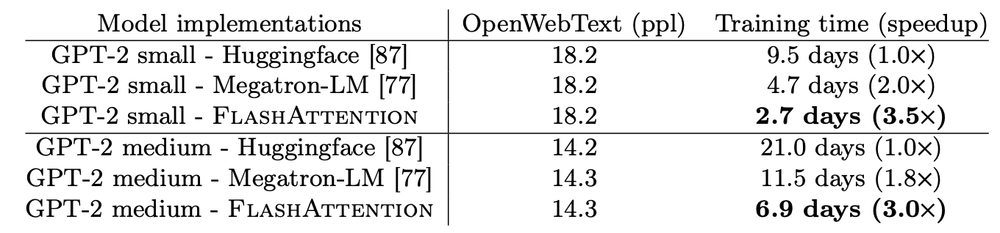 Model implementations OpenWebText (ppl) Training time (speedup)
GPT-2 small - Huggingface [87] 18.2 9.5 days (1.0×)
GPT-2 small - Megatron-LM [77] 18.2 4.7 days (2.0×)
GPT-2 small - FLASHATTENTION 18.2 2.7 days (3.5×)
GPT-2 medium - Huggingface [87] 14.2 21.0 days (1.0×)
GPT-2 medium - Megatron-LM [77] 14.3 11.5 days (1.8×)
GPT-2 medium - FLASHATTENTION 14.3 6.9 days (3.0×)